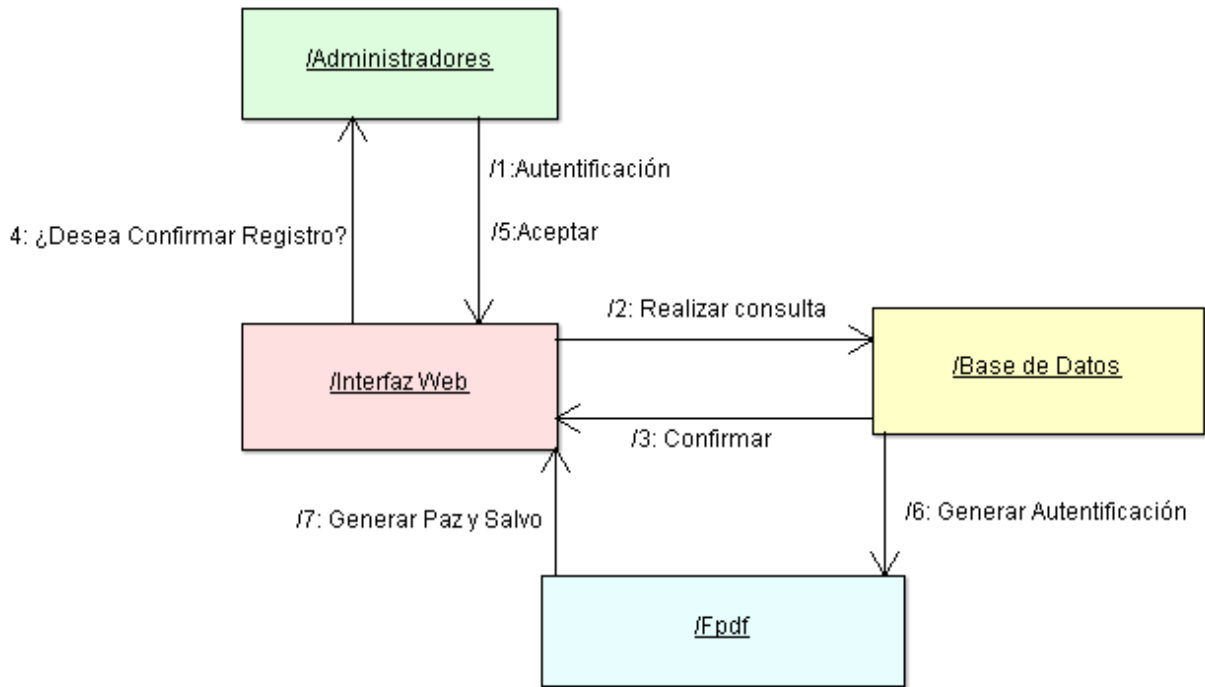 /Administradores
/1:Autentificación
4: ¿Desea Confirmar Registro?
/5:Aceptar
/2: Realizar consulta
/Interfaz Web
/Base de Datos
/3: Confirmar
/7: Generar Paz y Salvo
/6: Generar Autentificación
/Fpdf